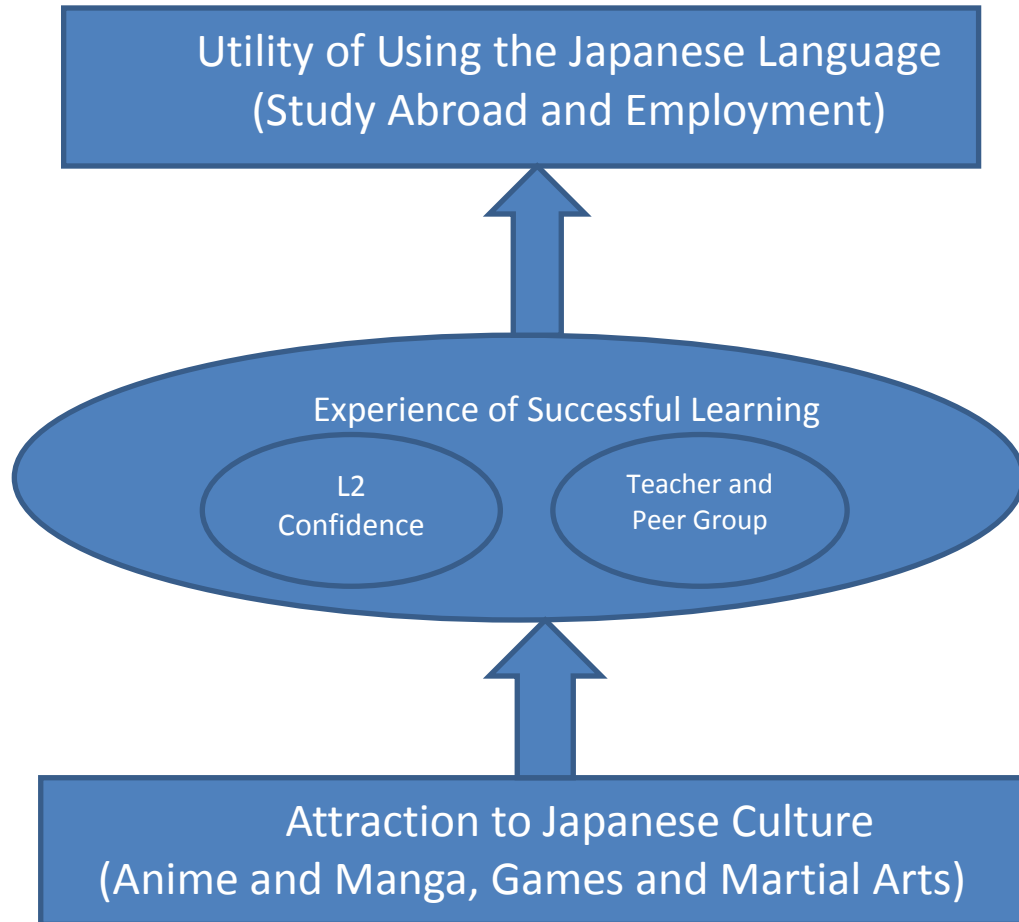 Utility of Using the Japanese Language
(Study Abroad and Employment)
Experience of Successful Learning
L2
Confidence
Teacher and
Peer Group
Attraction to Japanese Culture
(Anime and Manga, Games and Martial Arts)